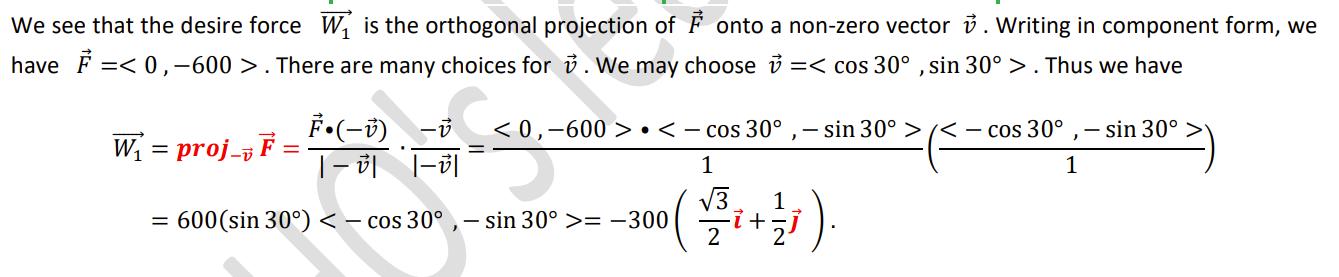 We see that the desire force $\overrightarrow{W_1}$ is the orthogonal projection of $\vec{F}$ onto a non-zero vector $\vec{v}$ . Writing in component form, we
have $\vec{F} =< 0 , -600 >$ . There are many choices for $\vec{v}$ . We may choose $\vec{v} =< \cos 30° , \sin 30° >$ . Thus we have
$\overrightarrow{W_1} = proj_{-\vec{v}} \vec{F} = \frac{\vec{F} \bullet (-\vec{v})}{|-\vec{v}|} \cdot \frac{-\vec{v}}{|-\vec{v}|} = \frac{< 0 , -600 > \bullet < -\cos 30° , -\sin 30° >}{1} \left( \frac{< -\cos 30° , -\sin 30° >}{1} \right)$
$= 600(\sin 30°) < -\cos 30° , -\sin 30° >= -300 \left( \frac{\sqrt{3}}{2} \vec{i} + \frac{1}{2} \vec{j} \right) .$